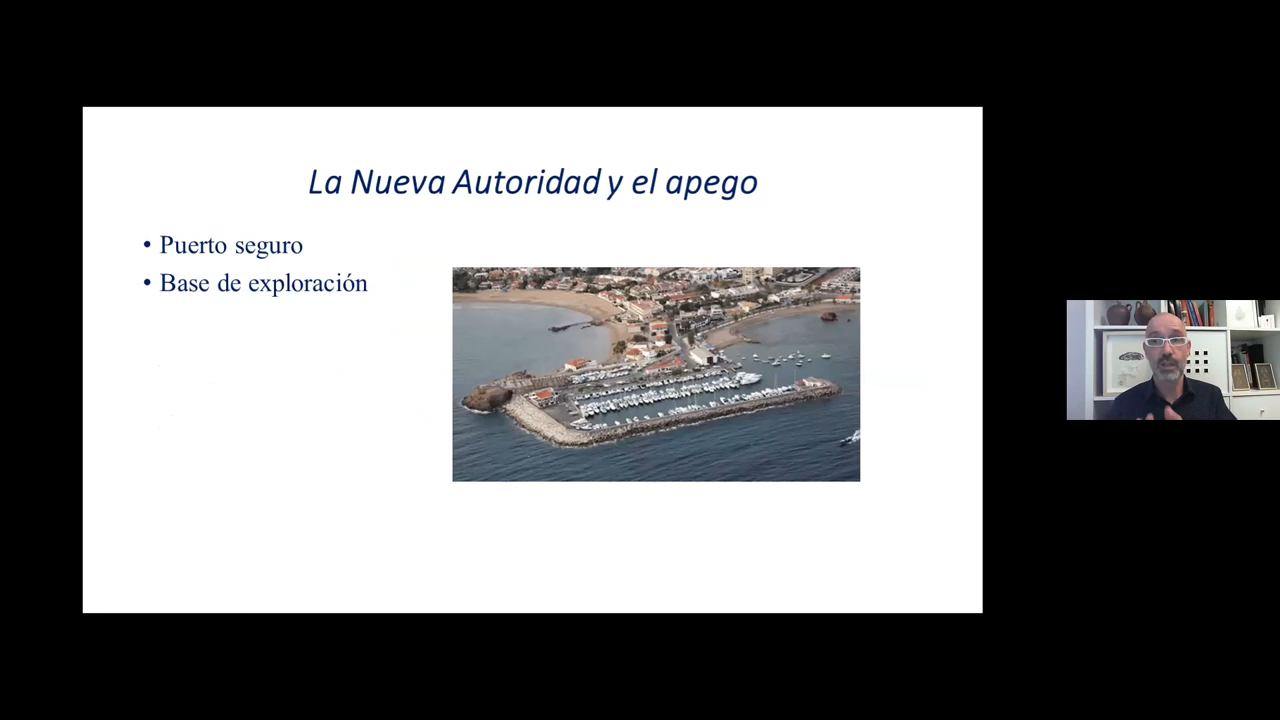 La Nueva Autoridad y el apego
• Puerto seguro
• Base de exploración